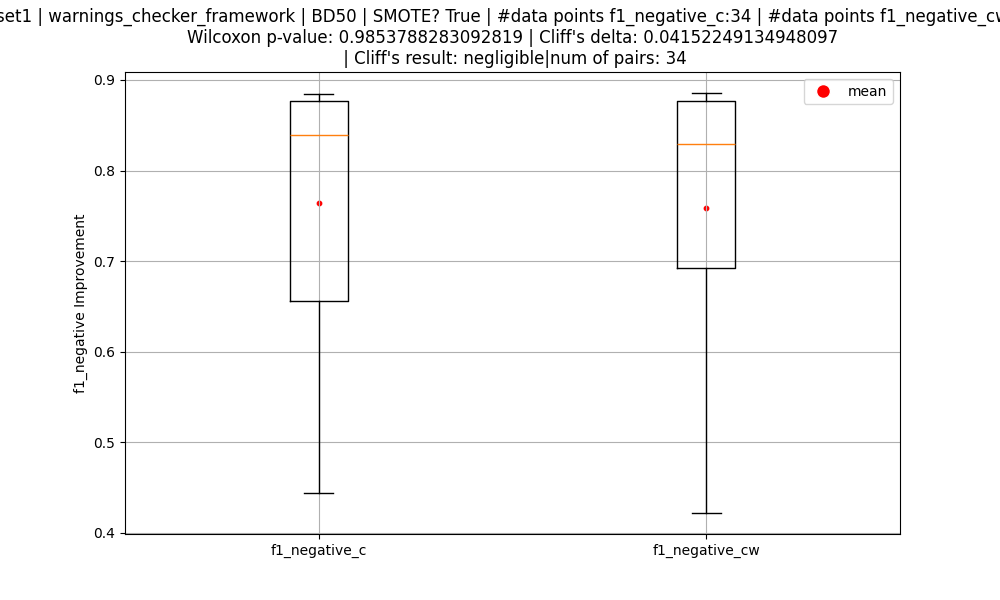 set1 | warnings_checker_framework | BD50 | SMOTE? True | #data points f1_negative_c:34 | #data points f1_negative_cw
Wilcoxon p-value: 0.9853788283092819 | Cliff's delta: 0.04152249134948097
| Cliff's result: negligible|num of pairs: 34
mean
0.9
0.8
0.7
0.6
0.5
0.4
f1_negative Improvement
f1_negative_c
f1_negative_cw